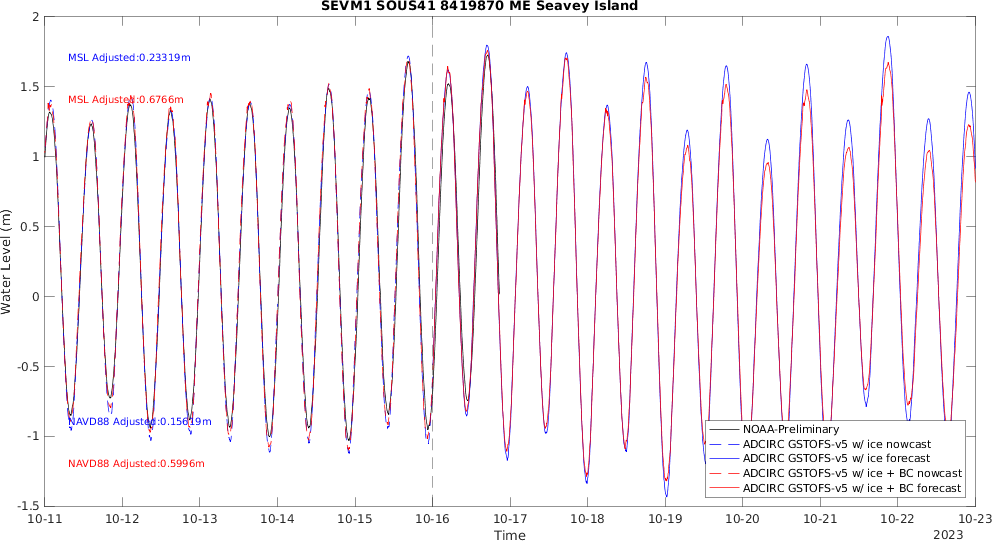 SEVM1 SOUS41 8419870 ME Seavey Island
2
1.5
1
0.5
0
-0.5
-1
-1.5
Water Level (m)
MSL Adjusted:0.23319m
MSL Adjusted:0.6766m
NAVD88 Adjusted:0.15619m
NAVD88 Adjusted:0.5996m
NOAA-Preliminary
ADCIRC GSTOFS-v5 w/ ice nowcast
ADCIRC GSTOFS-v5 w/ ice forecast
ADCIRC GSTOFS-v5 w/ ice + BC nowcast
ADCIRC GSTOFS-v5 w/ ice + BC forecast
10-11 10-12 10-13 10-14 10-15 10-16 10-17 10-18 10-19 10-20 10-21 10-22 10-23
Time
2023